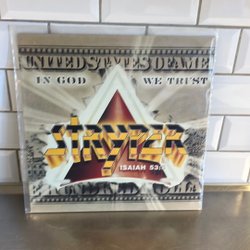 UNITED STATES OF AME
IN GOD WE TRUST
STRYPER
ISAIAH 53:5